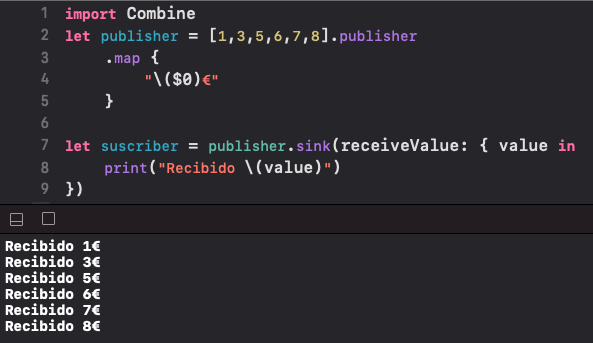 1 import Combine
2 let publisher = [1,3,5,6,7,8].publisher
3     .map {
4         "\($0)€"
5     }
6
7 let suscriber = publisher.sink(receiveValue: { value in
8     print("Recibido \(value)")
9 })
Recibido 1€
Recibido 3€
Recibido 5€
Recibido 6€
Recibido 7€
Recibido 8€